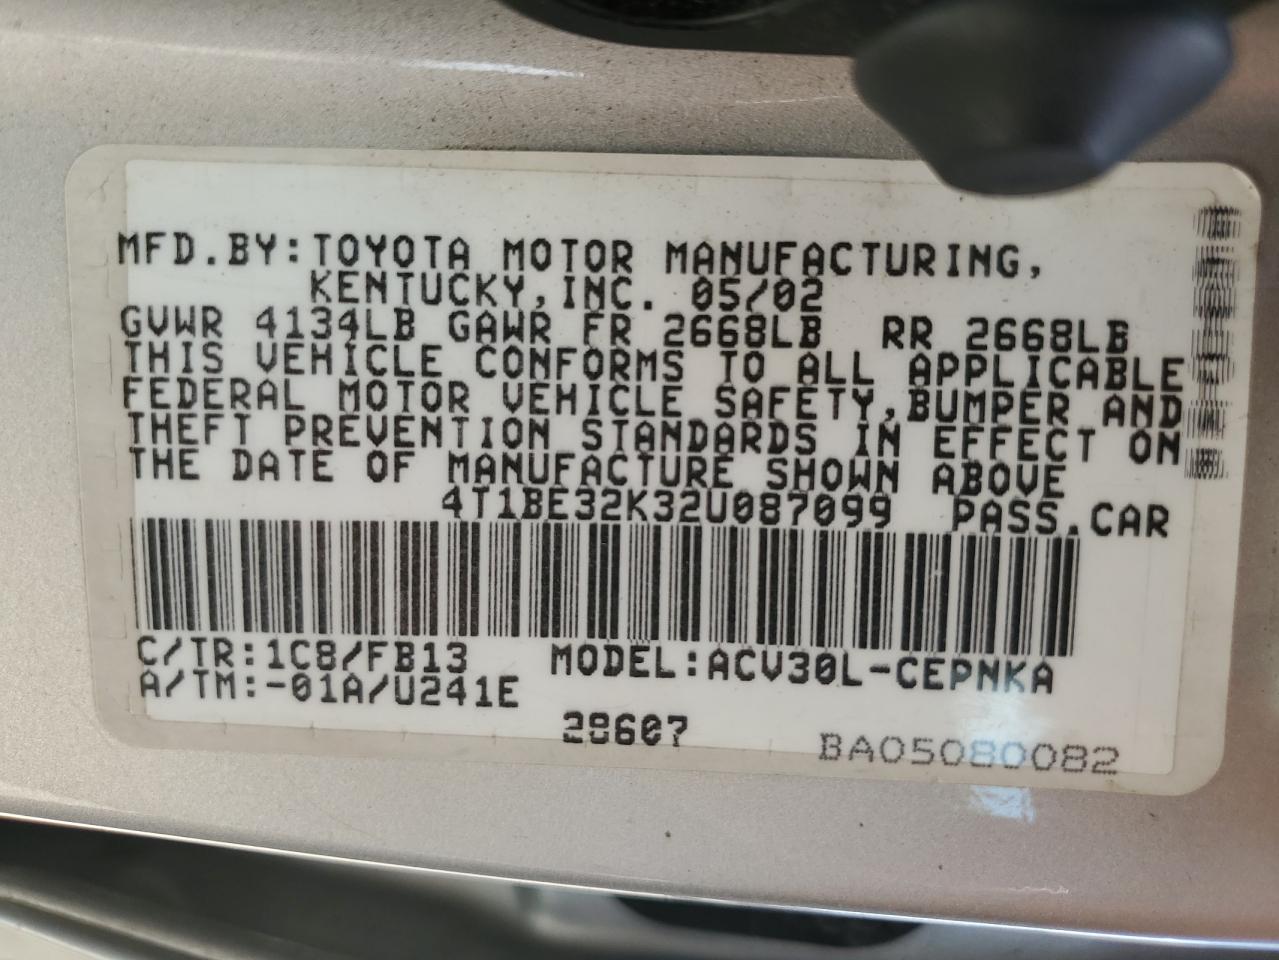 MFD.BY:TOYOTA MOTOR MANUFACTURING,
KENTUCKY,INC. 05/02
GVWR 4134LB GAWR FR 2668LB RR 2668LB
THIS VEHICLE CONFORMS TO ALL APPLICABLE
FEDERAL MOTOR VEHICLE SAFETY,BUMPER AND
THEFT PREVENTION STANDARDS IN EFFECT ON
THE DATE OF MANUFACTURE SHOWN ABOVE
4T1BE32K32U087099 PASS.CAR
C/TR:1C8/FB13 MODEL:ACV30L-CEPNKA
A/TM:-01A/U241E
28607
BA05080082